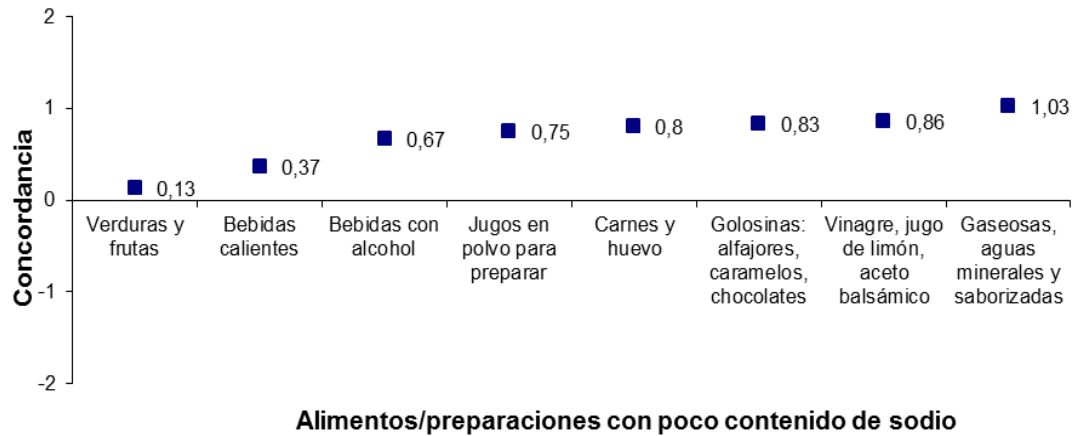 2
1
0
-1
-2
Concordancia
0,13
0,37
0,67
0,75
0,8
0,83
0,86
1,03
Verduras y
frutas
Bebidas
calientes
Bebidas con
alcohol
Jugos en
polvo para
preparar
Carnes y
huevo
Golosinas:
alfajores,
caramelos,
chocolates
Vinagre, jugo
de limón,
aceto
balsámico
Gaseosas,
aguas
minerales y
saborizadas
Alimentos/preparaciones con poco contenido de sodio